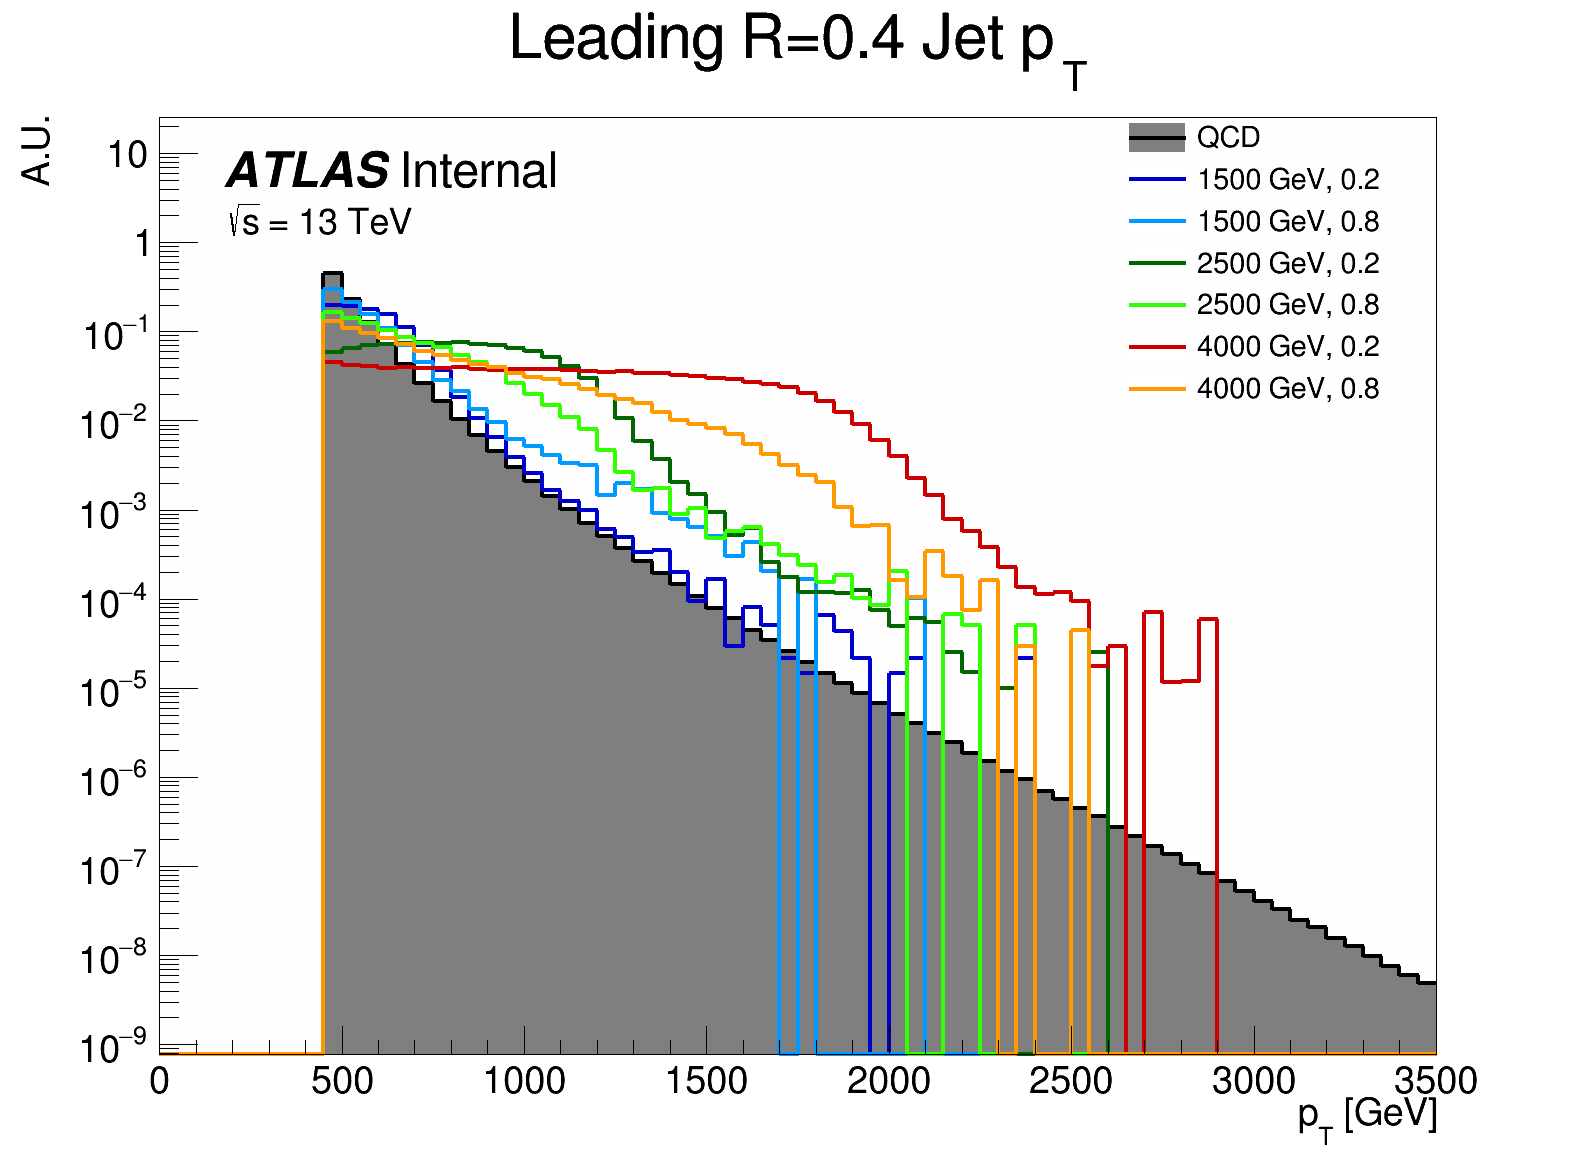 Leading R=0.4 Jet p_T
A.U.
ATLAS Internal
√s = 13 TeV
QCD
1500 GeV, 0.2
1500 GeV, 0.8
2500 GeV, 0.2
2500 GeV, 0.8
4000 GeV, 0.2
4000 GeV, 0.8
10
1
10⁻¹
10⁻²
10⁻³
10⁻⁴
10⁻⁵
10⁻⁶
10⁻⁷
10⁻⁸
10⁻⁹
0 500 1000 1500 2000 2500 3000 3500
p_T [GeV]